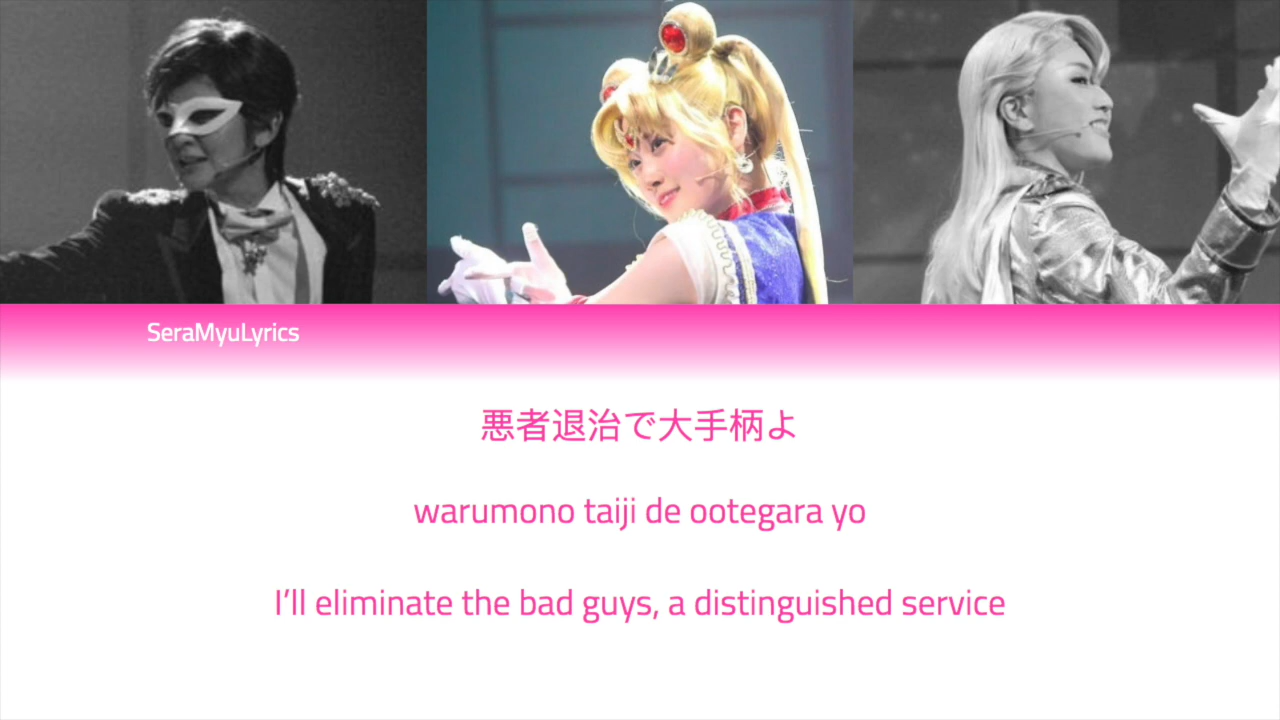 SeraMyuLyrics
悪者退治で大手柄よ
warumono taiji de ootegara yo
I’ll eliminate the bad guys, a distinguished service